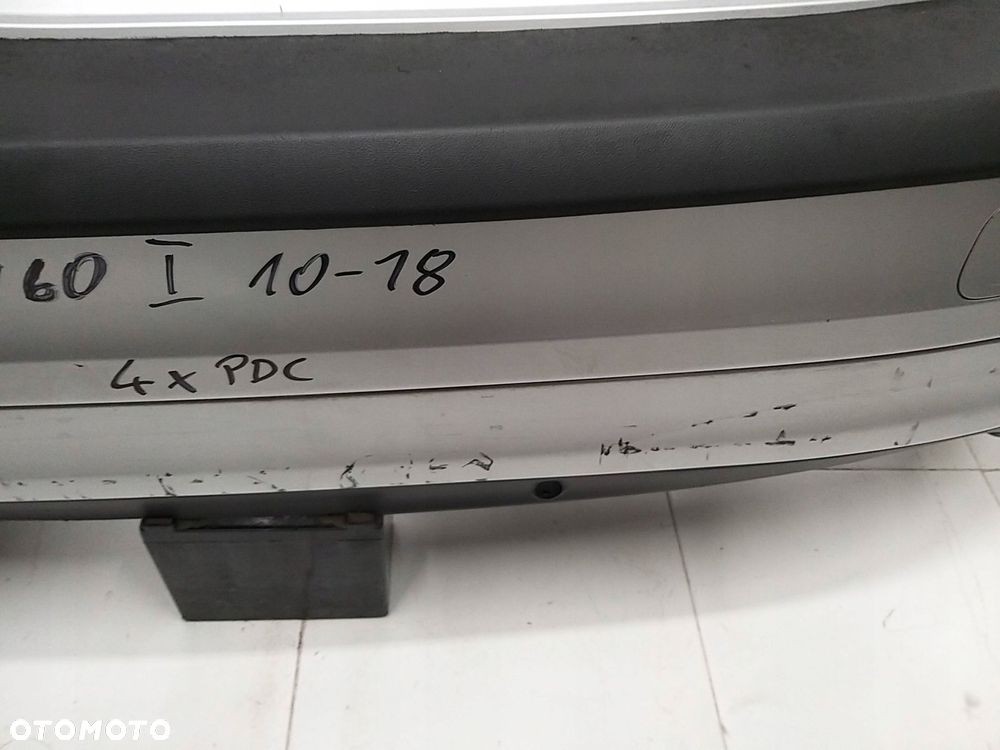 60 I 10-18
4x PDC
OTOMOTO